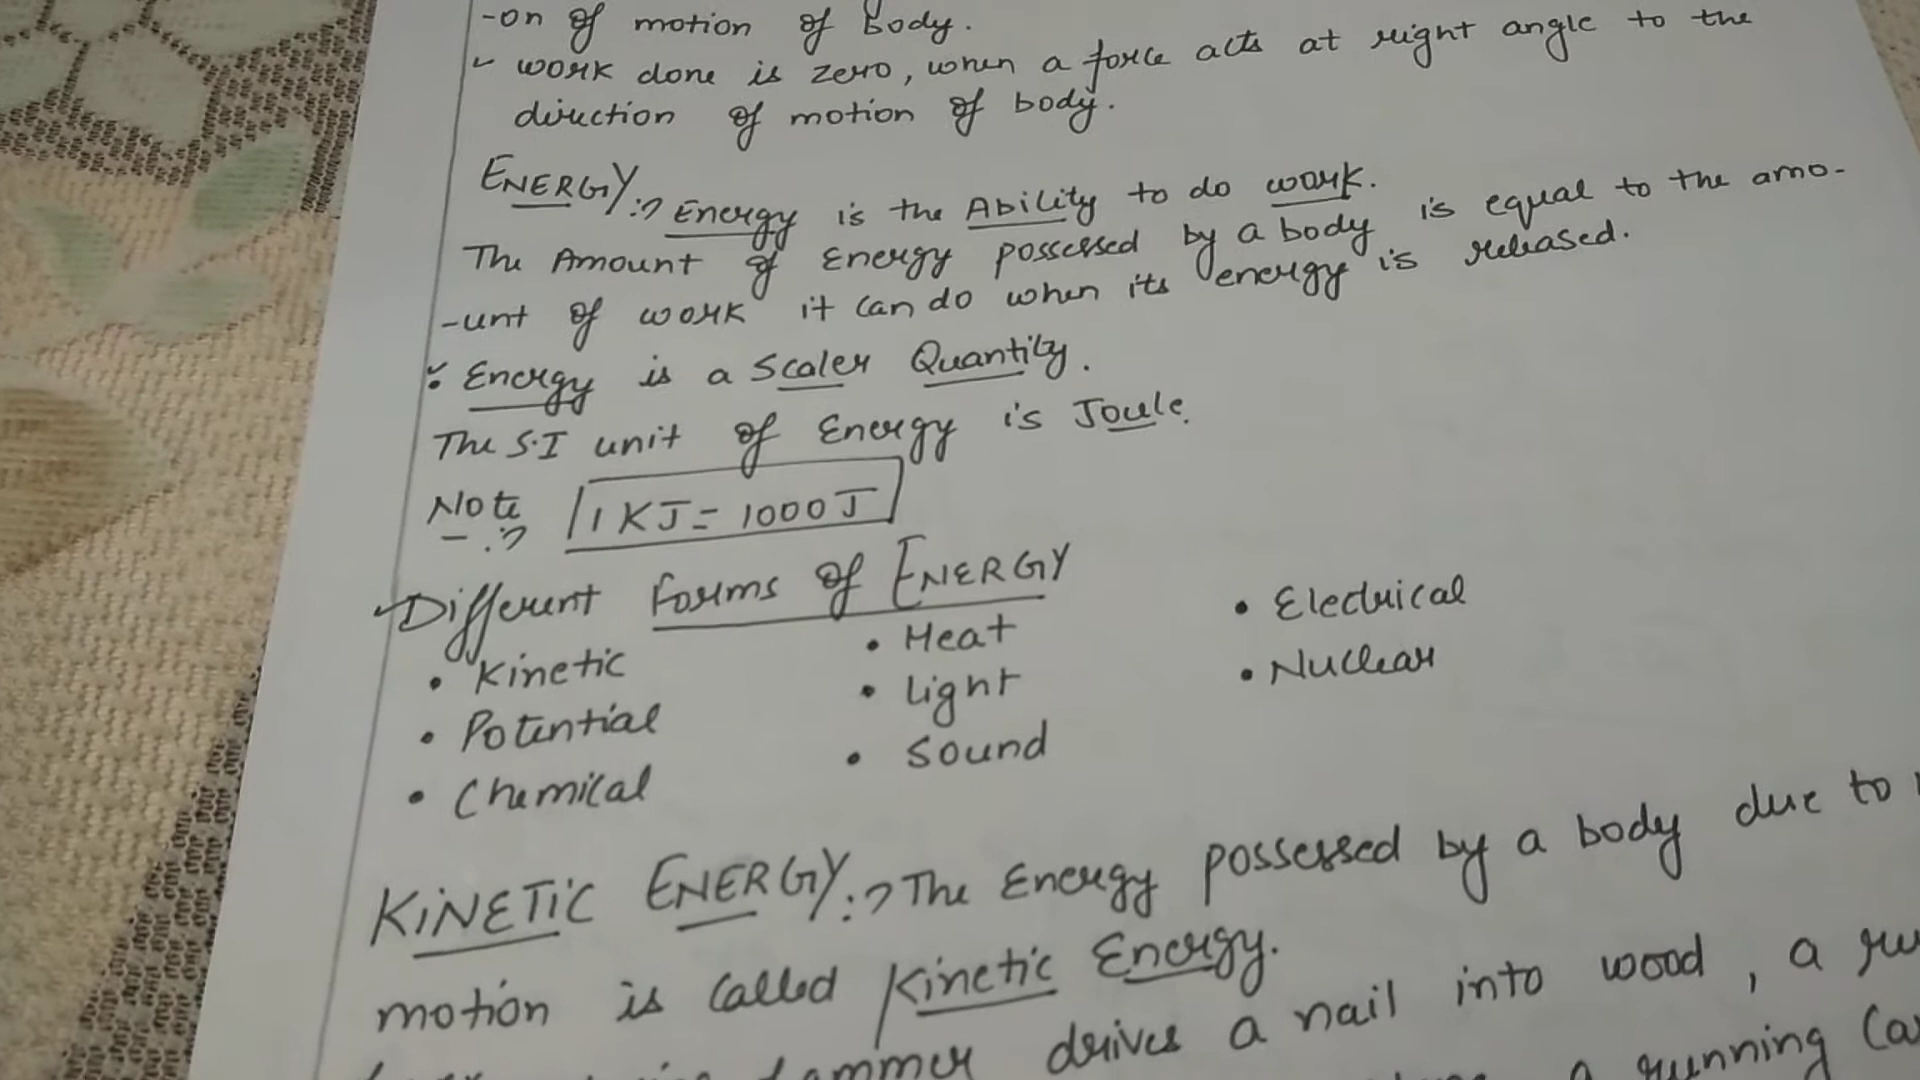 -on of motion of body.
work done is zero, when a force acts at right angle to the
direction of motion of body.
ENERGY :→ Energy is the Ability to do work.
The Amount of Energy possessed by a body is equal to the amo-
-unt of work it can do when its energy is released.
Energy is a Scaler Quantity.
The S.I unit of Energy is Joule.
Note :→ 1 KJ = 1000 J
Different forms of ENERGY
• Kinetic • Heat • Electrical
• Potential • Light • Nuclear
• Chemical • Sound
KINETIC ENERGY :→ The Energy possessed by a body due to
motion is called Kinetic Energy.
drives a nail into wood, a
a running